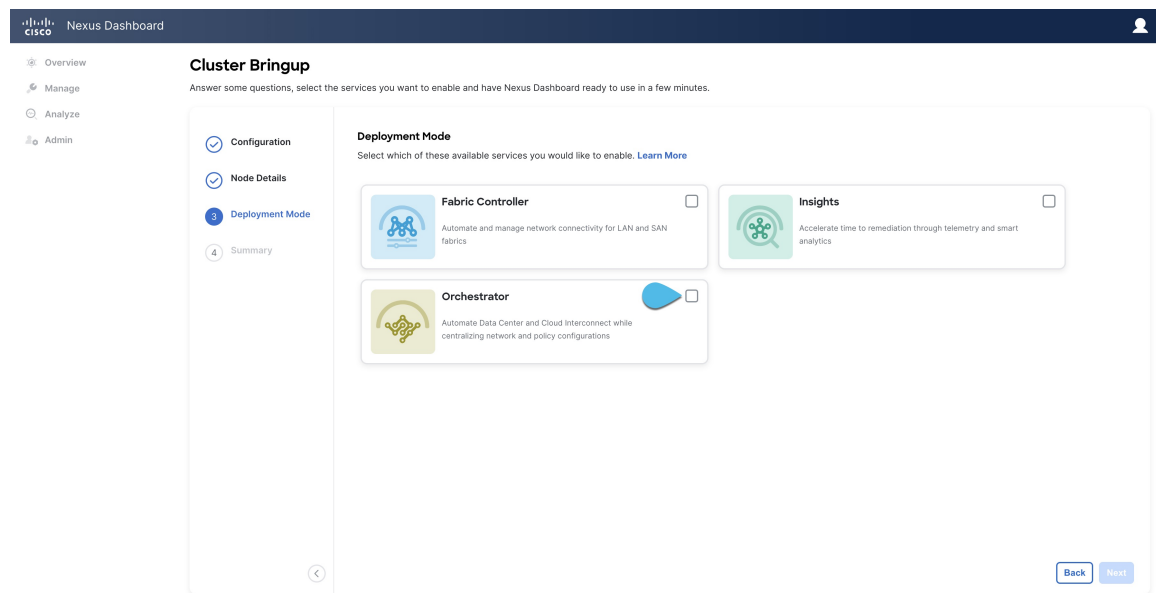 CISCO
Nexus Dashboard
Overview
Manage
Analyze
Admin
Cluster Bringup
Answer some questions, select the services you want to enable and have Nexus Dashboard ready to use in a few minutes.
Configuration
Node Details
3 Deployment Mode
4 Summary
Deployment Mode
Select which of these available services you would like to enable. Learn More
Fabric Controller
Automate and manage network connectivity for LAN and SAN
fabrics
Insights
Accelerate time to remediation through telemetry and smart
analytics
Orchestrator
Automate Data Center and Cloud Interconnect while
centralizing network and policy configurations
Back
Next